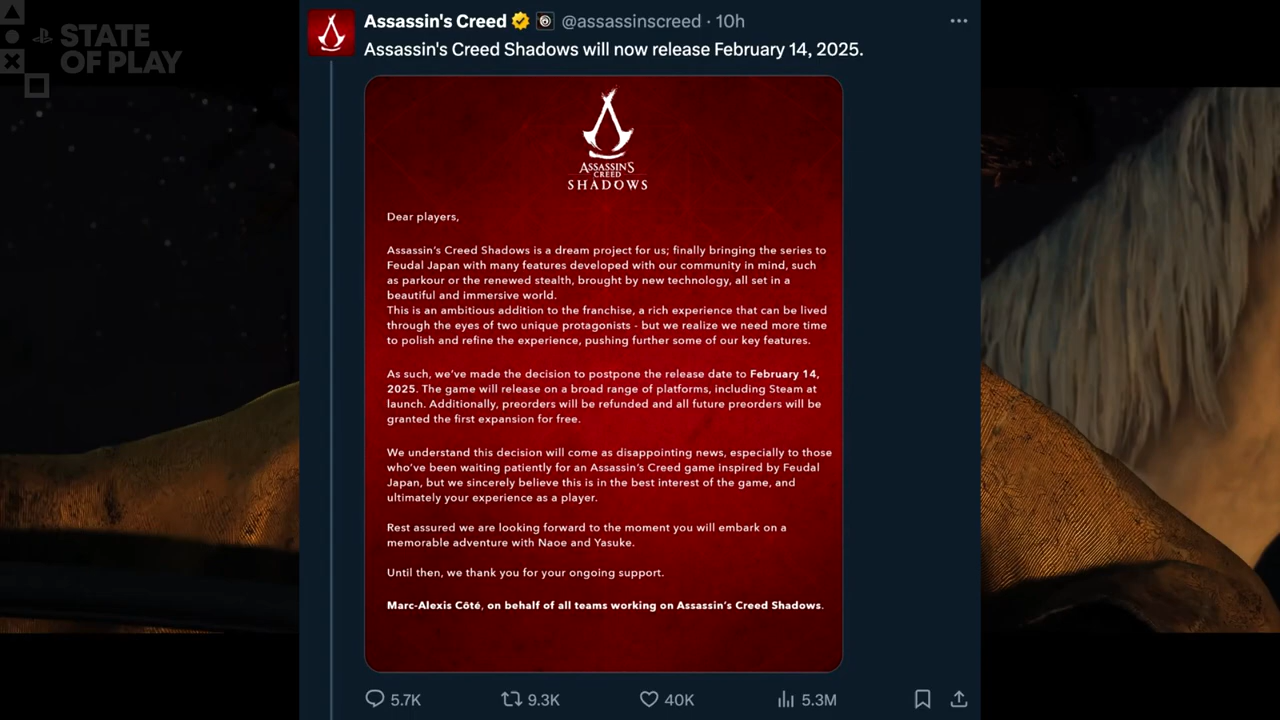 STATE
OF PLAY
Assassin's Creed @assassinscreed · 10h
Assassin's Creed Shadows will now release February 14, 2025.
ASSASSIN'S
CREED
SHADOWS
Dear players,
Assassin's Creed Shadows is a dream project for us; finally bringing the series to
Feudal Japan with many features developed with our community in mind, such
as parkour or the renewed stealth, brought by new technology, all set in a
beautiful and immersive world.
This is an ambitious addition to the franchise, a rich experience that can be lived
through the eyes of two unique protagonists - but we realize we need more time
to polish and refine the experience, pushing further some of our key features.
As such, we've made the decision to postpone the release date to February 14,
2025. The game will release on a broad range of platforms, including Steam at
launch. Additionally, preorders will be refunded and all future preorders will be
granted the first expansion for free.
We understand this decision will come as disappointing news, especially to those
who've been waiting patiently for an Assassin's Creed game inspired by Feudal
Japan, but we sincerely believe this is in the best interest of the game, and
ultimately your experience as a player.
Rest assured we are looking forward to the moment you will embark on a
memorable adventure with Naoe and Yasuke.
Until then, we thank you for your ongoing support.
Marc-Alexis Côté, on behalf of all teams working on Assassin's Creed Shadows.
5.7K 9.3K 40K 5.3M